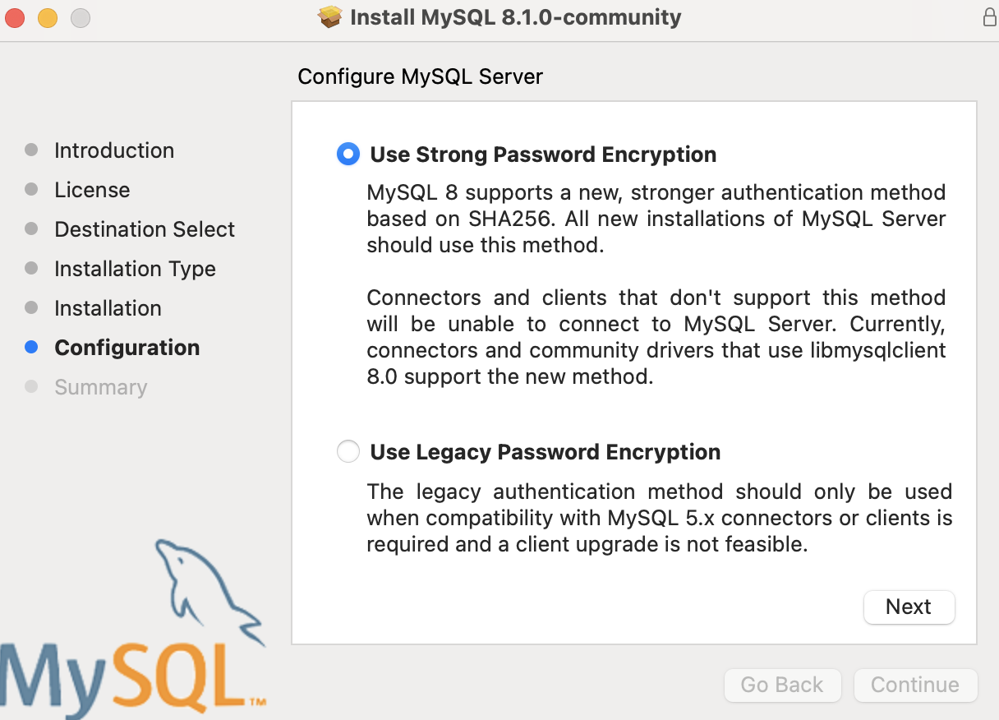 Install MySQL 8.1.0-community
Configure MySQL Server
Introduction
License
Destination Select
Installation Type
Installation
Configuration
Summary
Use Strong Password Encryption
MySQL 8 supports a new, stronger authentication method
based on SHA256. All new installations of MySQL Server
should use this method.
Connectors and clients that don't support this method
will be unable to connect to MySQL Server. Currently,
connectors and community drivers that use libmysqlclient
8.0 support the new method.
Use Legacy Password Encryption
The legacy authentication method should only be used
when compatibility with MySQL 5.x connectors or clients is
required and a client upgrade is not feasible.
Next
MySQL™
Go Back
Continue